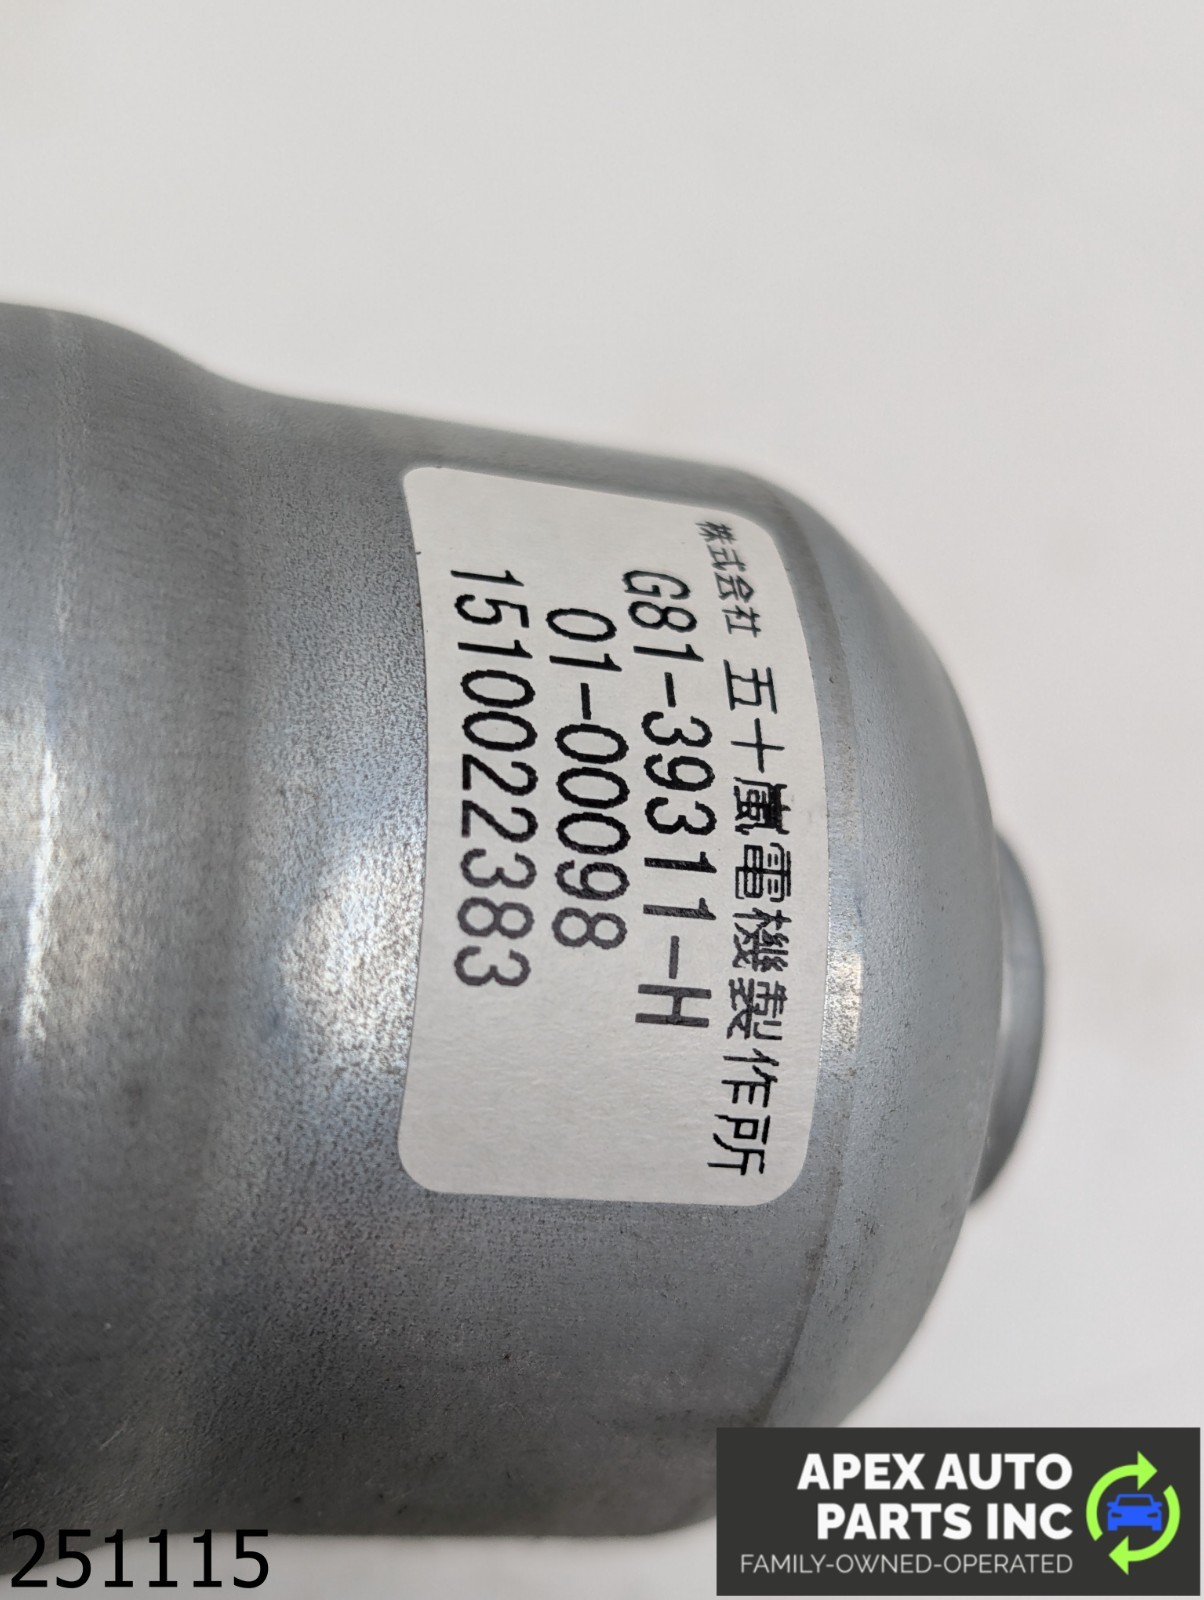 株式会社 五十嵐電機製作所
G81-39311-H
01-00098
1510022383
251115
APEX AUTO
PARTS INC
FAMILY-OWNED-OPERATED